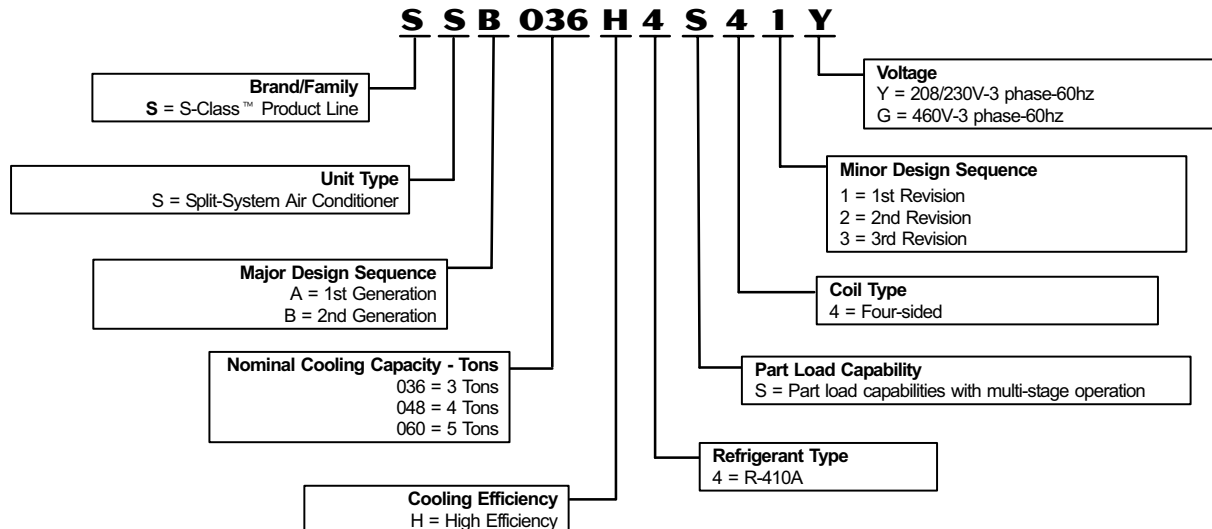 S S B 036 H 4 S 4 1 Y
Brand/Family
S = S-Class™ Product Line
Unit Type
S = Split-System Air Conditioner
Major Design Sequence
A = 1st Generation
B = 2nd Generation
Nominal Cooling Capacity - Tons
036 = 3 Tons
048 = 4 Tons
060 = 5 Tons
Cooling Efficiency
H = High Efficiency
Voltage
Y = 208/230V-3 phase-60hz
G = 460V-3 phase-60hz
Minor Design Sequence
1 = 1st Revision
2 = 2nd Revision
3 = 3rd Revision
Coil Type
4 = Four-sided
Part Load Capability
S = Part load capabilities with multi-stage operation
Refrigerant Type
4 = R-410A